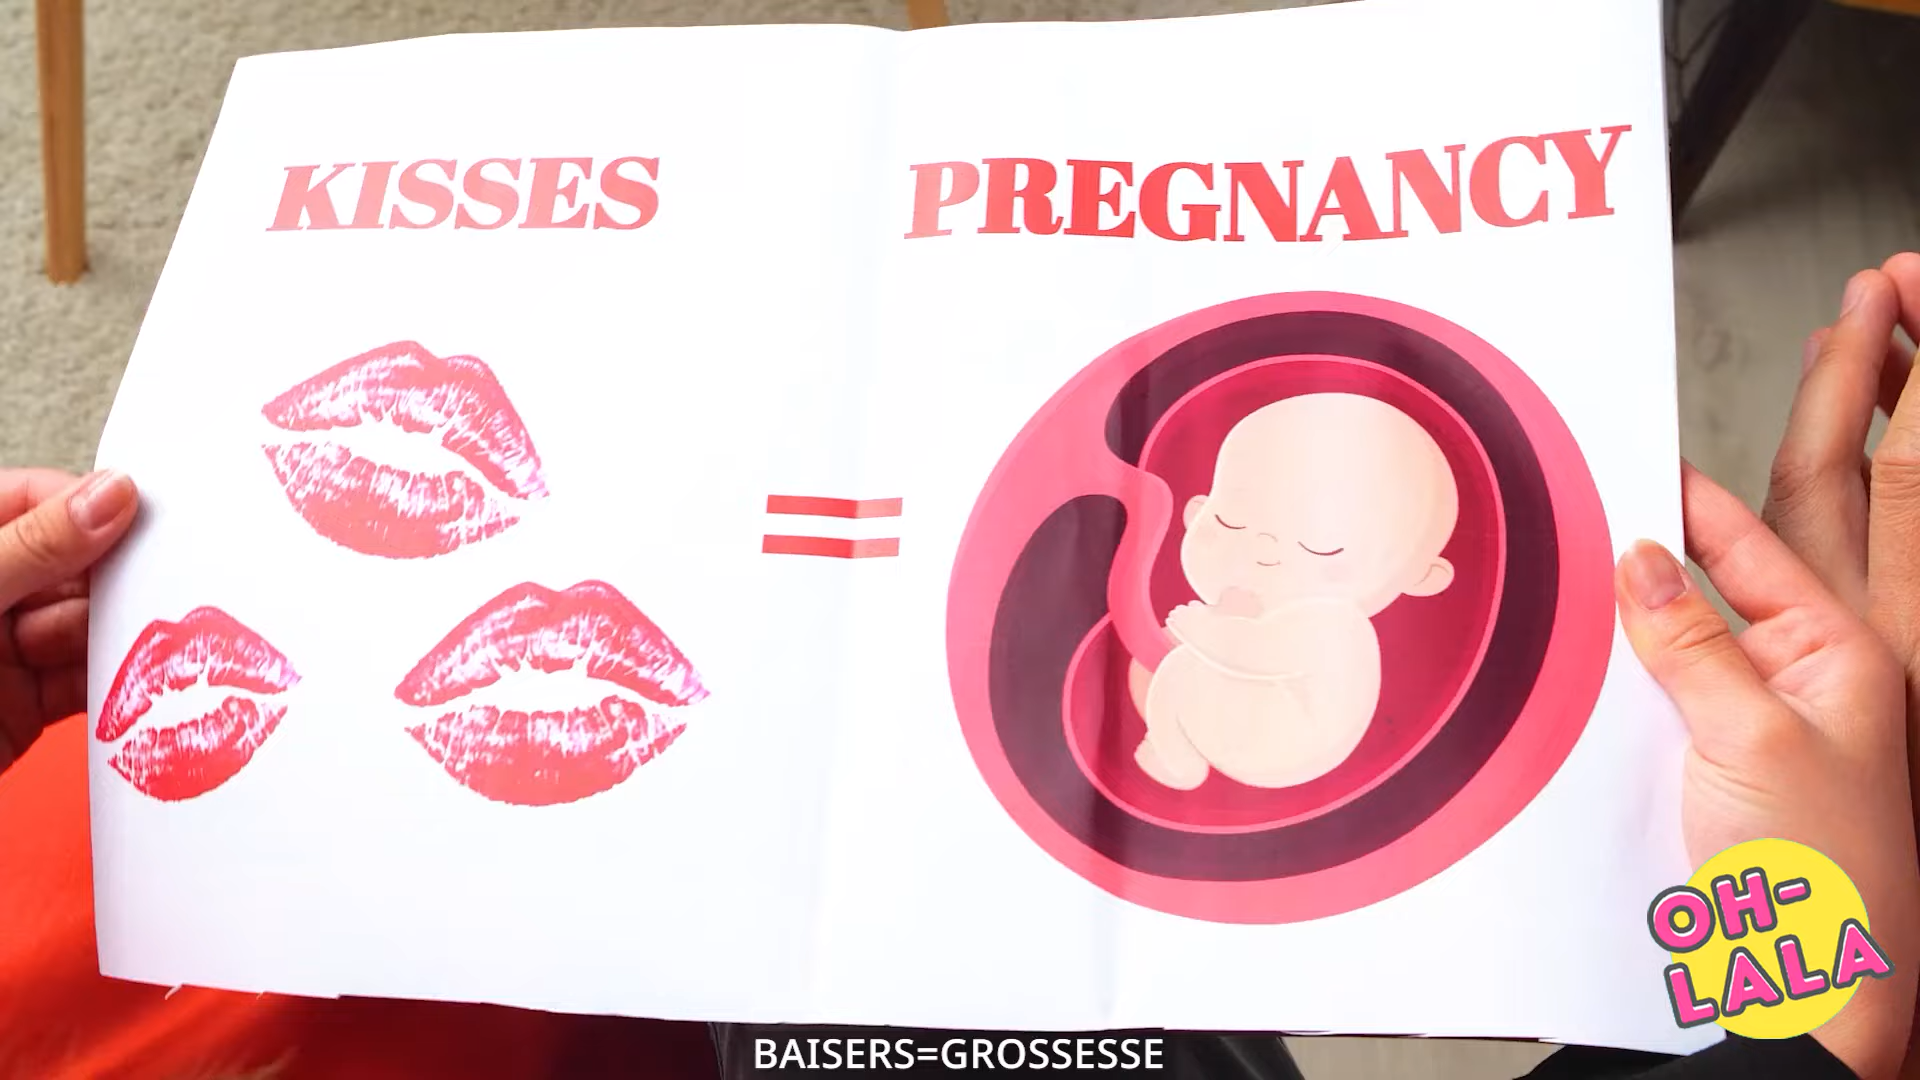 KISSES
PREGNANCY
=
OH-
LALA
BAISERS=GROSSESSE